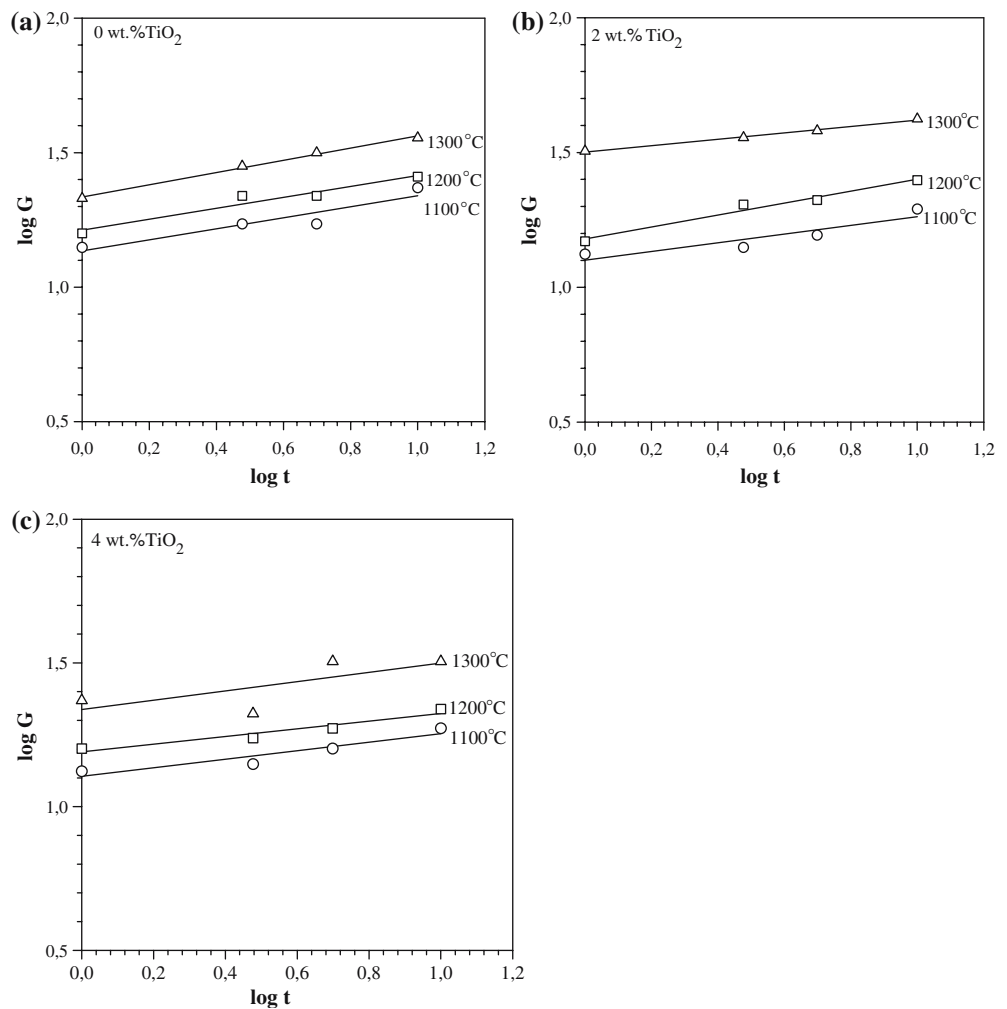 (a)
0 wt.%TiO2
2,0
1,5
1,0
0,5
log G
1300°C
1200°C
1100°C
0,0 0,2 0,4 0,6 0,8 1,0 1,2
log t
(b)
2 wt.% TiO2
2,0
1,5
1,0
0,5
log G
1300°C
1200°C
1100°C
0,0 0,2 0,4 0,6 0,8 1,0 1,2
log t
(c)
4 wt.%TiO2
2,0
1,5
1,0
0,5
log G
1300°C
1200°C
1100°C
0,0 0,2 0,4 0,6 0,8 1,0 1,2
log t